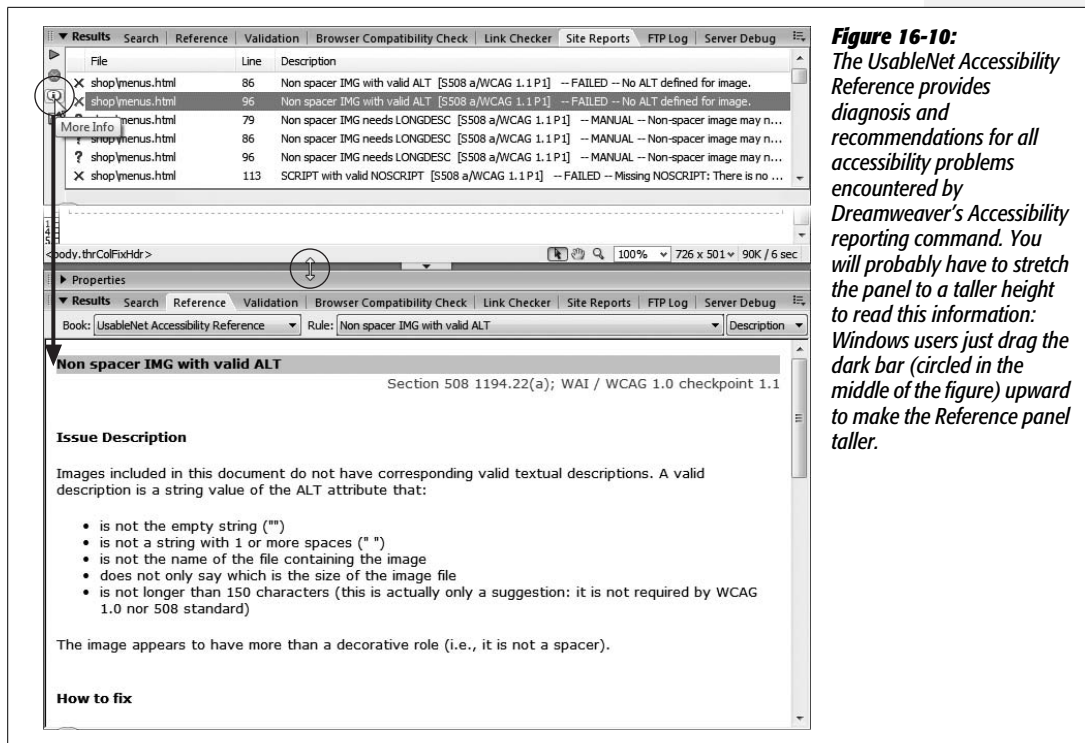 Results Search Reference Validation Browser Compatibility Check Link Checker Site Reports FTP Log Server Debug
File Line Description
shop\menus.html 86 Non spacer IMG with valid ALT [S508 a/WCAG 1.1 P1] -- FAILED -- No ALT defined for image.
shop\menus.html 96 Non spacer IMG with valid ALT [S508 a/WCAG 1.1 P1] -- FAILED -- No ALT defined for image.
More Info
shop\menus.html 79 Non spacer IMG needs LONGDESC [S508 a/WCAG 1.1 P1] -- MANUAL -- Non-spacer image may n...
? shop\menus.html 86 Non spacer IMG needs LONGDESC [S508 a/WCAG 1.1 P1] -- MANUAL -- Non-spacer image may n...
? shop\menus.html 96 Non spacer IMG needs LONGDESC [S508 a/WCAG 1.1 P1] -- MANUAL -- Non-spacer image may n...
shop\menus.html 113 SCRIPT with valid NOSCRIPT [S508 a/WCAG 1.1 P1] -- FAILED -- Missing NOSCRIPT: There is no ...
<body.thrColFixHdr> 100% 726 x 501 90K / 6 sec
Properties
Results Search Reference Validation Browser Compatibility Check Link Checker Site Reports FTP Log Server Debug
Book: UsableNet Accessibility Reference Rule: Non spacer IMG with valid ALT Description
Non spacer IMG with valid ALT
Section 508 1194.22(a); WAI / WCAG 1.0 checkpoint 1.1
Issue Description
Images included in this document do not have corresponding valid textual descriptions. A valid
description is a string value of the ALT attribute that:
• is not the empty string ("")
• is not a string with 1 or more spaces (" ")
• is not the name of the file containing the image
• does not only say which is the size of the image file
• is not longer than 150 characters (this is actually only a suggestion: it is not required by WCAG
1.0 nor 508 standard)
The image appears to have more than a decorative role (i.e., it is not a spacer).
How to fix
Figure 16-10:
The UsableNet Accessibility
Reference provides
diagnosis and
recommendations for all
accessibility problems
encountered by
Dreamweaver's Accessibility
reporting command. You
will probably have to stretch
the panel to a taller height
to read this information:
Windows users just drag the
dark bar (circled in the
middle of the figure) upward
to make the Reference panel
taller.